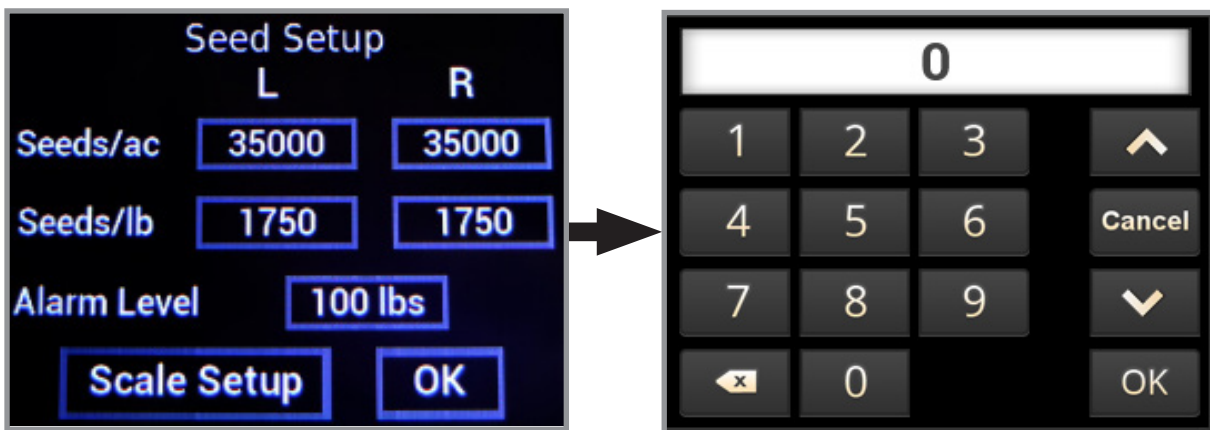 Seed Setup
L R
Seeds/ac 35000 35000
Seeds/lb 1750 1750
Alarm Level 100 lbs
Scale Setup OK
0
1 2 3
4 5 6 Cancel
7 8 9
x 0 OK